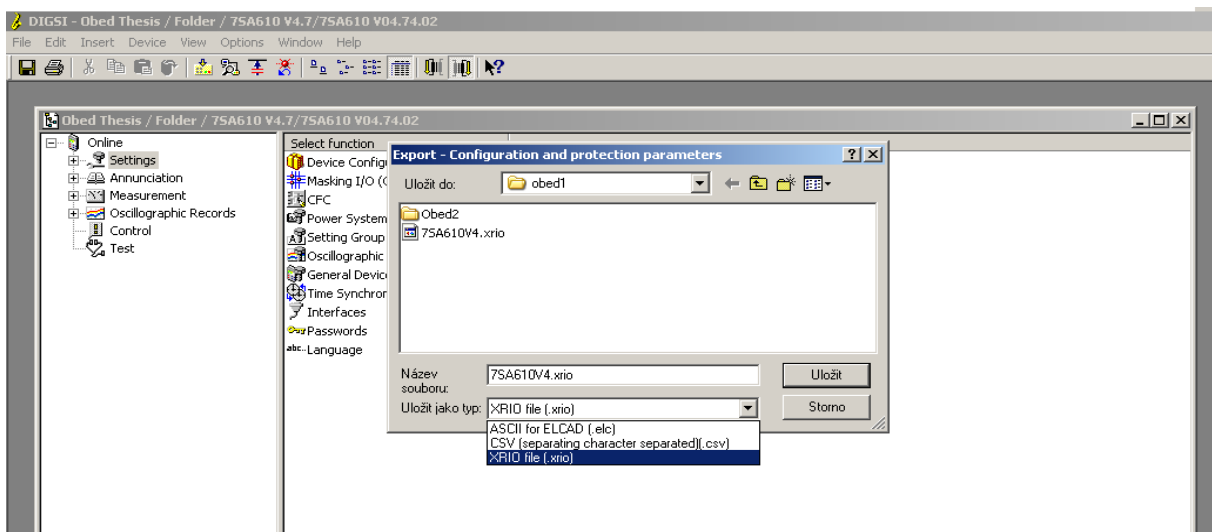 DIGSI - Obed Thesis / Folder / 7SA610 V4.7/7SA610 V04.74.02
File Edit Insert Device View Options Window Help
Obed Thesis / Folder / 7SA610 V4.7/7SA610 V04.74.02
Online
Settings
Annunciation
Measurement
Oscillographic Records
Control
Test
Select function
Device Configu
Masking I/O (C
CFC
Power System
Setting Group
Oscillographic
General Device
Time Synchror
Interfaces
Passwords
Language
Export - Configuration and protection parameters
Uložit do: obed1
Obed2
7SA610V4.xrio
Název souboru: 7SA610V4.xrio Uložit
Uložit jako typ: XRIO file (.xrio) Storno
ASCII for ELCAD (.elc)
CSV (separating character separated)(.csv)
XRIO file (.xrio)